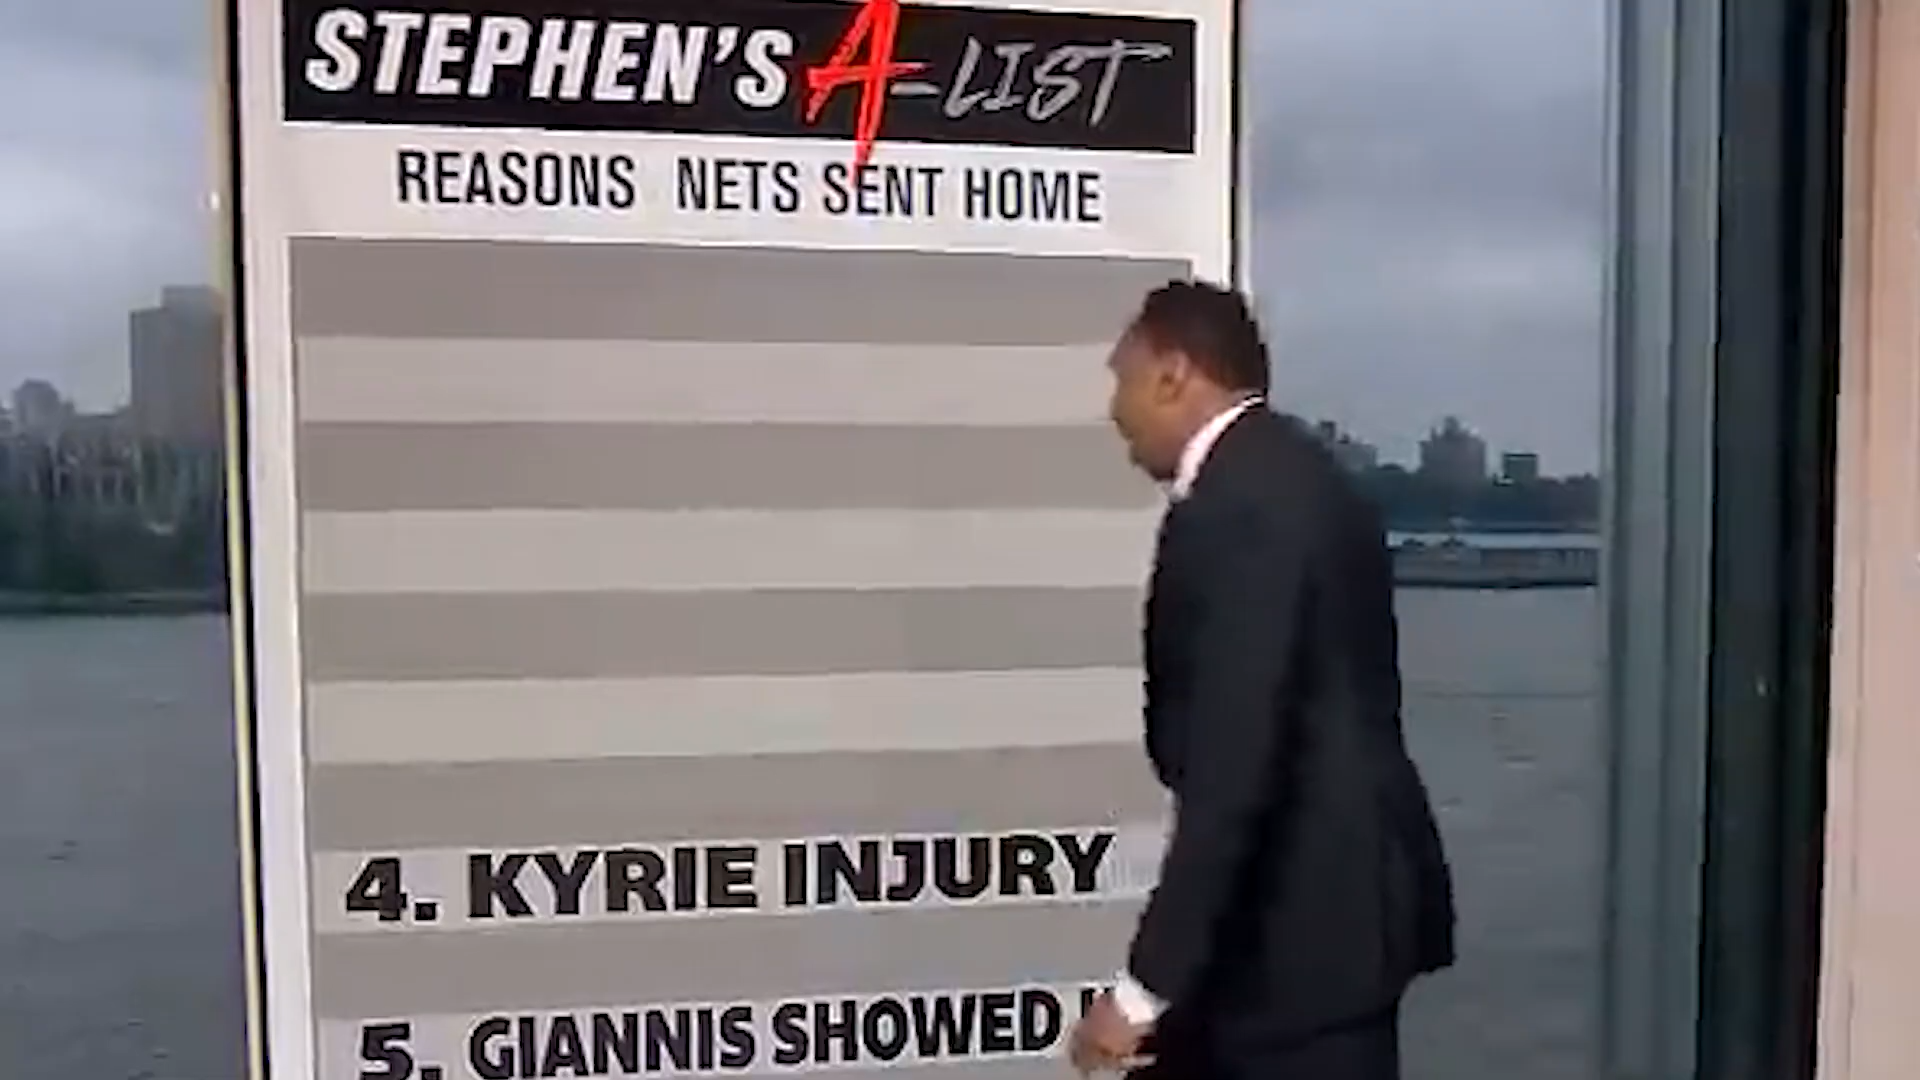 STEPHEN'S A-LIST
REASONS NETS SENT HOME
4. KYRIE INJURY
5. GIANNIS SHOWED